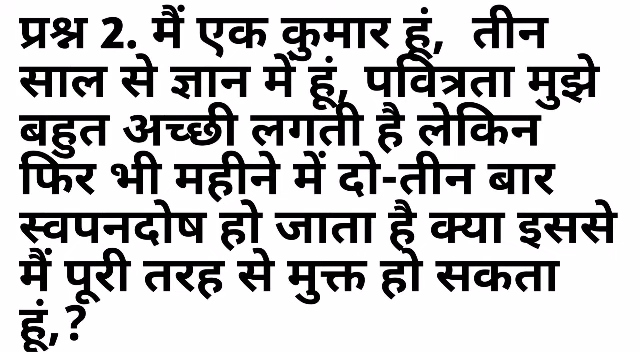 प्रश्न 2. मैं एक कुमार हूं, तीन
साल से ज्ञान में हूं, पवित्रता मुझे
बहुत अच्छी लगती है लेकिन
फिर भी महीने में दो-तीन बार
स्वपनदोष हो जाता है क्या इससे
मैं पूरी तरह से मुक्त हो सकता
हूं,?